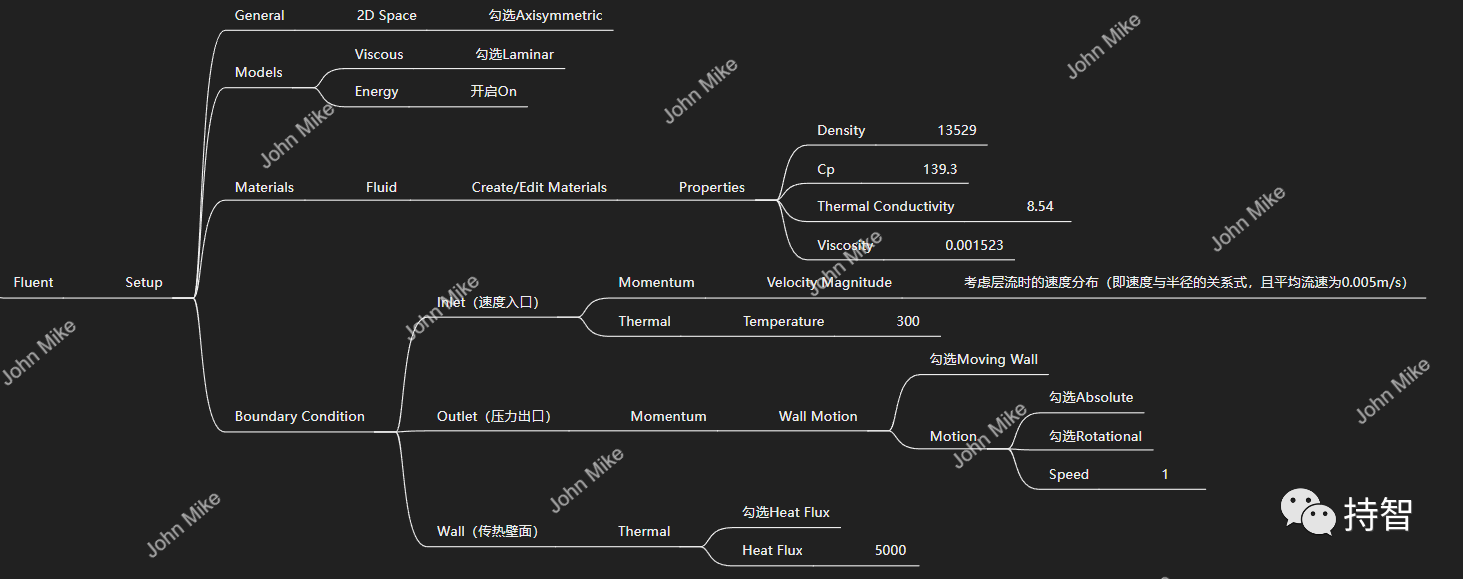 General 2D Space 勾选Axisymmetric
Viscous 勾选Laminar
Models
Energy 开启On
Density 13529
Cp 139.3
Materials Fluid Create/Edit Materials Properties
Thermal Conductivity 8.54
Viscosity 0.001523
Fluent Setup
Momentum Velocity Magnitude 考虑层流时的速度分布（即速度与半径的关系式，且平均流速为0.005m/s）
Inlet（速度入口）
Thermal Temperature 300
勾选Moving Wall
勾选Absolute
Boundary Condition Outlet（压力出口） Momentum Wall Motion
Motion 勾选Rotational
Speed 1
勾选Heat Flux
Wall（传热壁面） Thermal
Heat Flux 5000
John Mike
John Mike
John Mike
John Mike
John Mike
John Mike
John Mike
John Mike
John Mike
John Mike
John Mike
持智